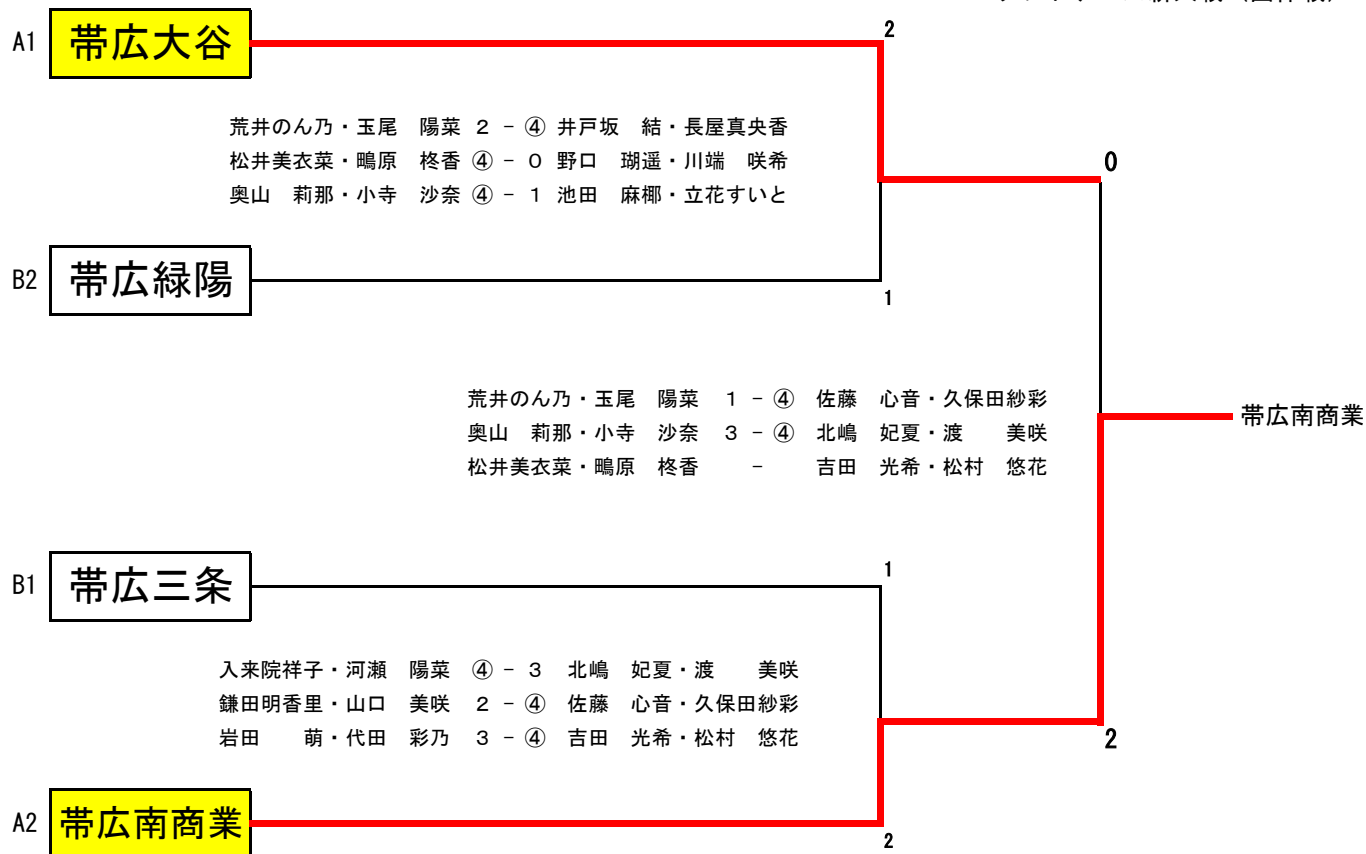 A1 帯広大谷 2
荒井のん乃・玉尾　陽菜 ２ － ④ 井戸坂　結・長屋真央香
松井美衣菜・鴫原　柊香 ④ － ０ 野口　瑚遥・川端　咲希
奥山　莉那・小寺　沙奈 ④ － １ 池田　麻椰・立花すいと
0
B2 帯広緑陽
1
荒井のん乃・玉尾　陽菜　１ － ④　佐藤　心音・久保田紗彩
奥山　莉那・小寺　沙奈　３ － ④　北嶋　妃夏・渡　　美咲
松井美衣菜・鴫原　柊香　　－　　吉田　光希・松村　悠花
帯広南商業
B1 帯広三条 1
入来院祥子・河瀬　陽菜　④ － ３　北嶋　妃夏・渡　　美咲
鎌田明香里・山口　美咲　２ － ④　佐藤　心音・久保田紗彩
岩田　　萌・代田　彩乃　３ － ④　吉田　光希・松村　悠花
2
A2 帯広南商業
2